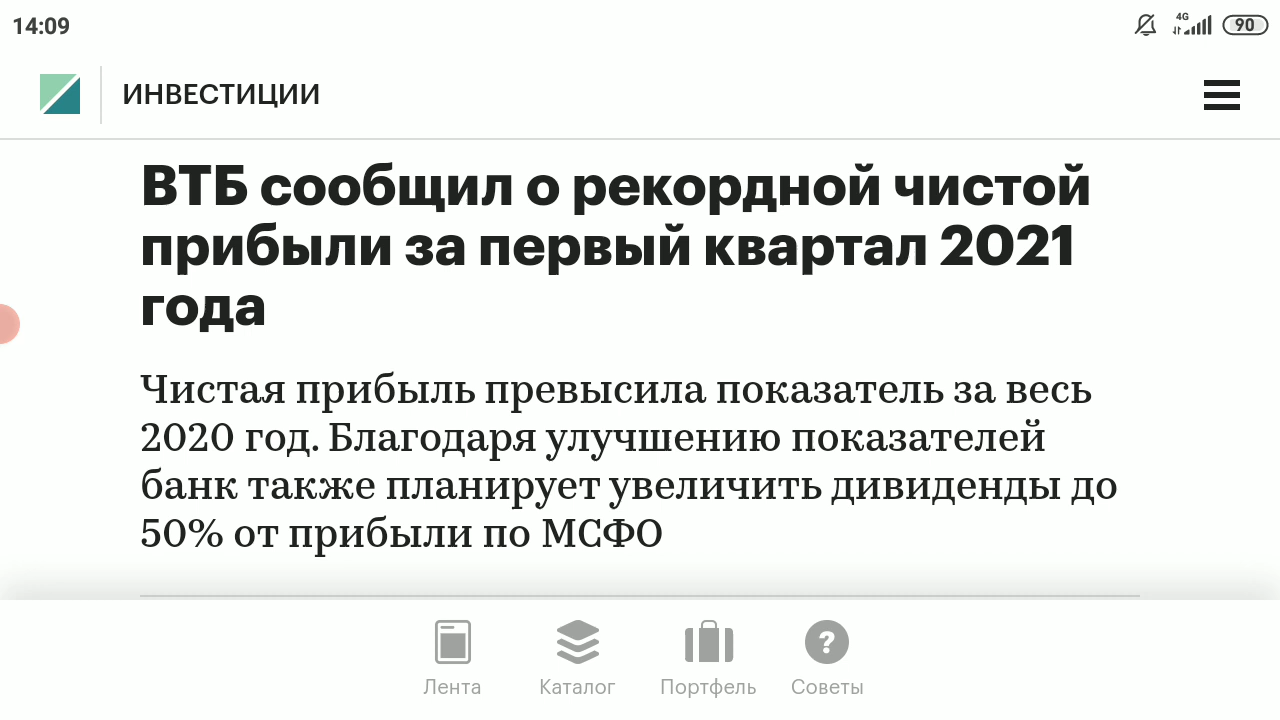 14:09
4G
90
ИНВЕСТИЦИИ
ВТБ сообщил о рекордной чистой
прибыли за первый квартал 2021
года
Чистая прибыль превысила показатель за весь
2020 год. Благодаря улучшению показателей
банк также планирует увеличить дивиденды до
50% от прибыли по МСФО
?
Лента
Каталог
Портфель
Советы